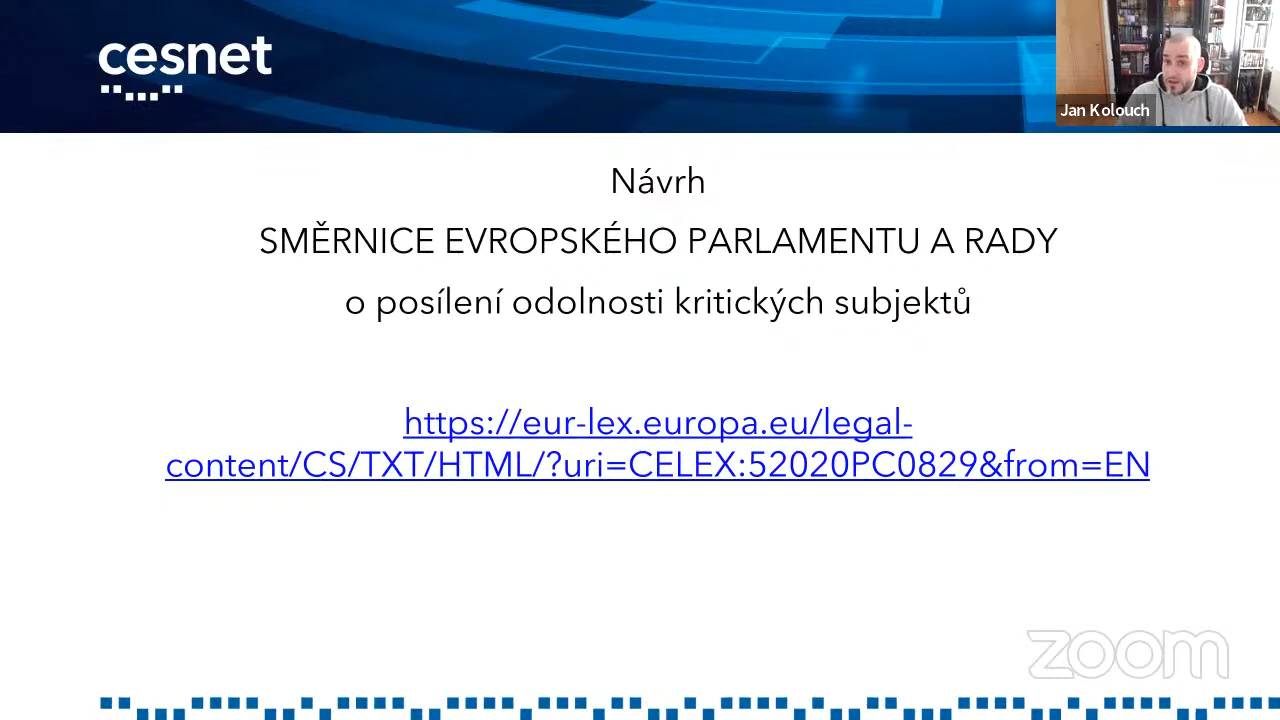 cesnet
Jan Kolouch
Návrh
SMĚRNICE EVROPSKÉHO PARLAMENTU A RADY
o posílení odolnosti kritických subjektů
https://eur-lex.europa.eu/legal-
content/CS/TXT/HTML/?uri=CELEX:52020PC0829&from=EN
zoom